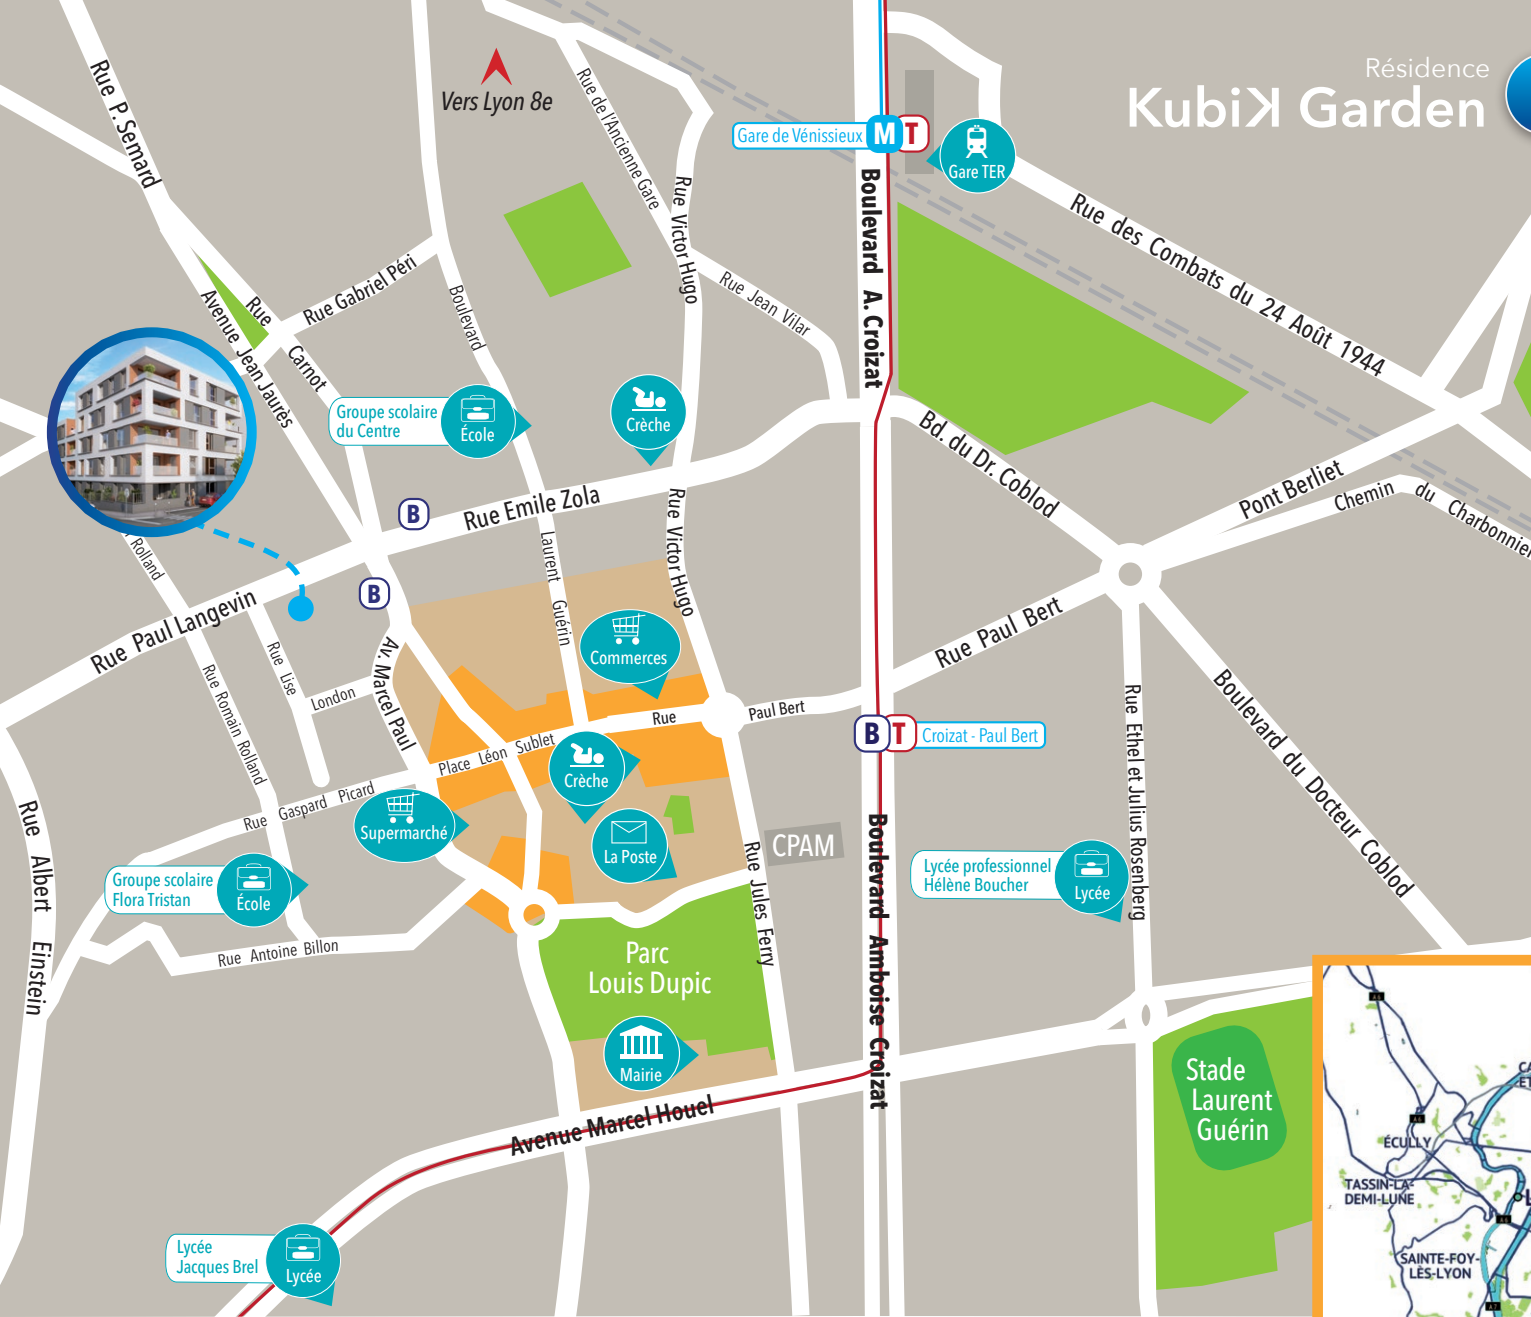 Résidence
KubiK Garden
Vers Lyon 8e
Rue P. Semard
Rue de l'Ancienne Gare
Gare de Vénissieux
M
T
Gare TER
Rue Victor Hugo
Boulevard A. Croizat
Rue des Combats du 24 Août 1944
Rue Gabriel Péri
Rue Carnot
Avenue Jean Jaurès
Boulevard
Laurent Guérin
Rue Jean Vilar
Groupe scolaire
du Centre
École
Crèche
Bd. du Dr. Coblod
Pont Berliet
Chemin du Charbonnier
B
Rue Emile Zola
Rue Victor Hugo
Rolland
B
Rue Paul Langevin
Rue Lise London
Av. Marcel Paul
Rue Romain Rolland
Commerces
Rue Paul Bert
Rue Paul Bert
Place Léon Sublet
B
T
Croizat - Paul Bert
Rue Ethel et Julius Rosenberg
Boulevard du Docteur Coblod
Crèche
Rue Gaspard Picard
Supermarché
La Poste
CPAM
Rue Albert Einstein
Groupe scolaire
Flora Tristan
École
Lycée professionnel
Hélène Boucher
Lycée
Rue Jules Ferry
Boulevard Amboise Croizat
Rue Antoine Billon
Parc
Louis Dupic
Mairie
Avenue Marcel Houel
Stade
Laurent
Guérin
Lycée
Jacques Brel
Lycée
A6
A6
ÉCULLY
TASSIN-LA-
DEMI-LUNE
A6
SAINTE-FOY-
LÈS-LYON
A7